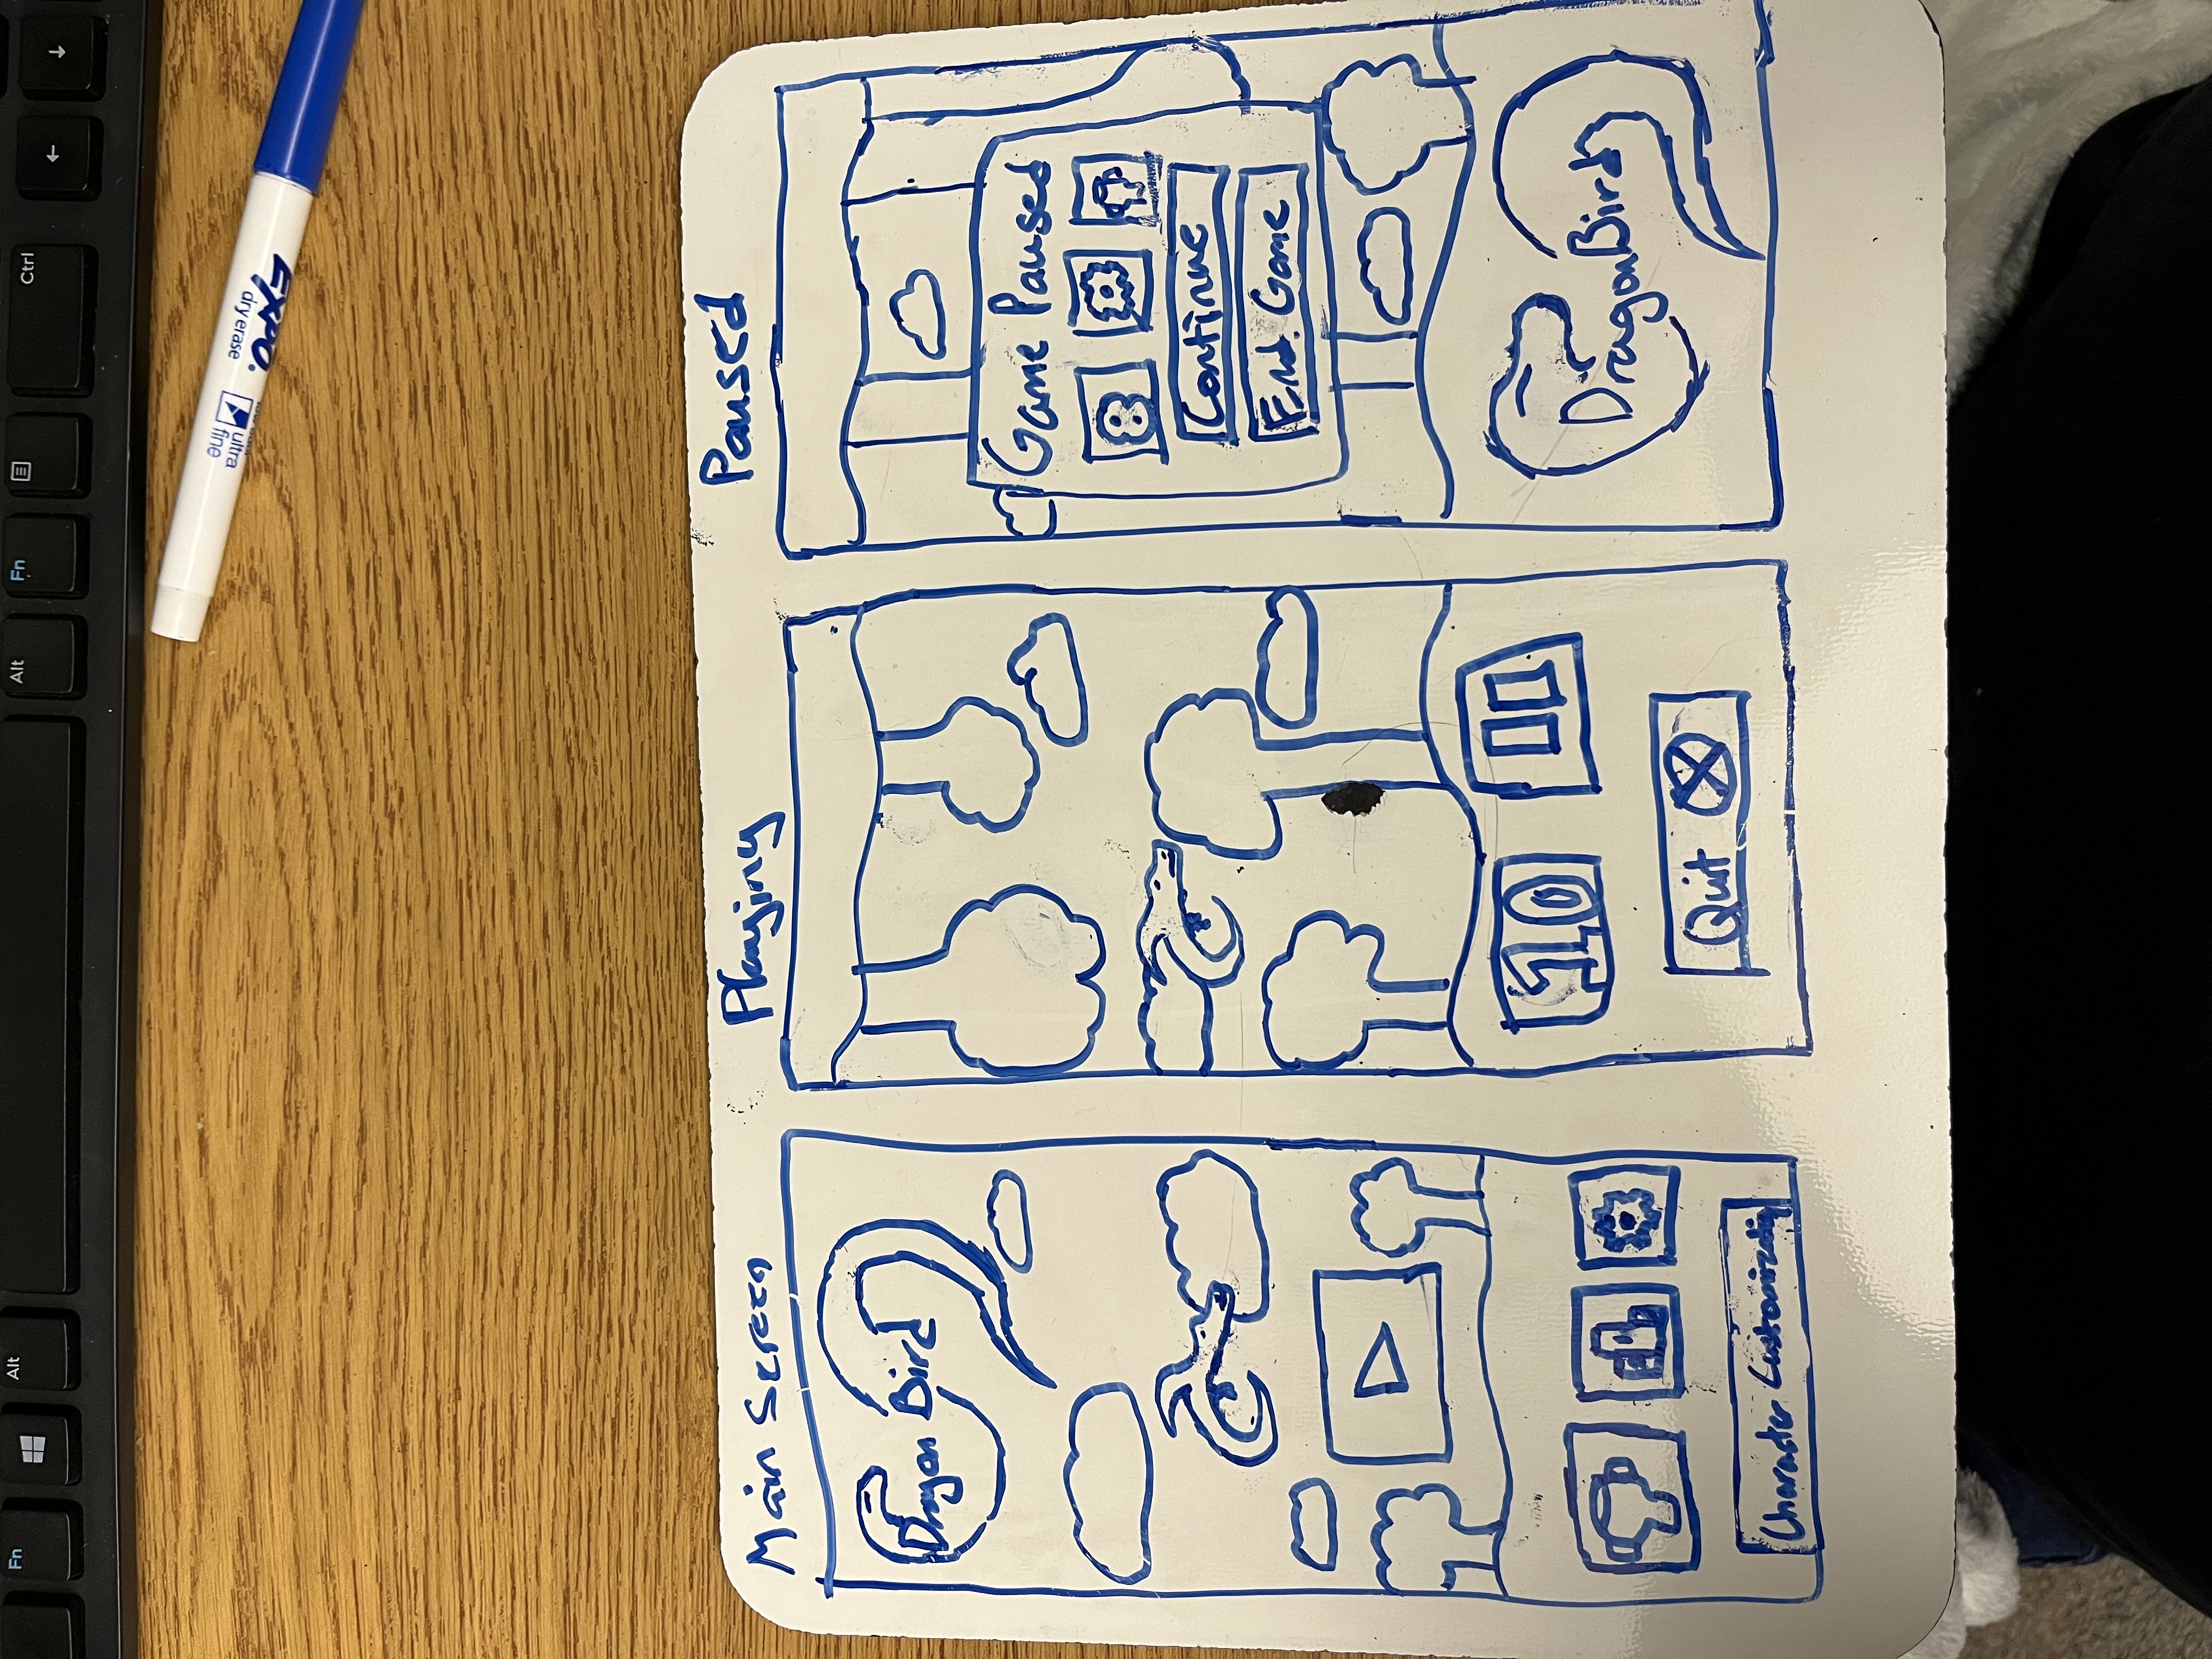 Fn
Alt
Alt
Fn
Ctrl
EXPO.
dry erase
ultra
fine
Main Screen
Dragon Bird
Character Customization
Playing
10
Quit
Paused
Game Paused
8
Continue
End Game
DragonBird